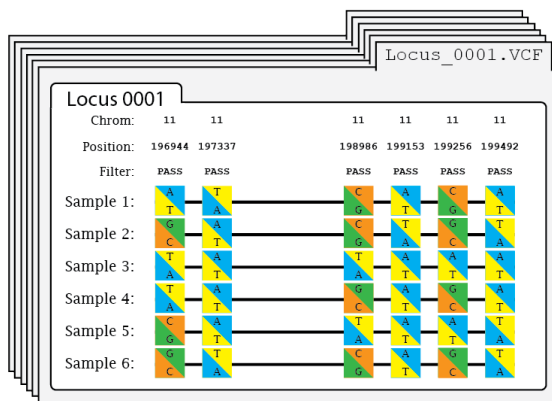 Locus_0001.VCF
Locus 0001
Chrom: 11 11 11 11 11 11
Position: 196944 197337 198986 199153 199256 199492
Filter: PASS PASS PASS PASS PASS PASS
A T C A C A
Sample 1:
T A G T G T
G A C T G T
Sample 2:
C T G A C A
T A T A A A
Sample 3:
A T A T T T
T A G A G A
Sample 4:
A T C T C T
C A T A A T
Sample 5:
G T A T T A
G T C A G T
Sample 6:
C A G T C A